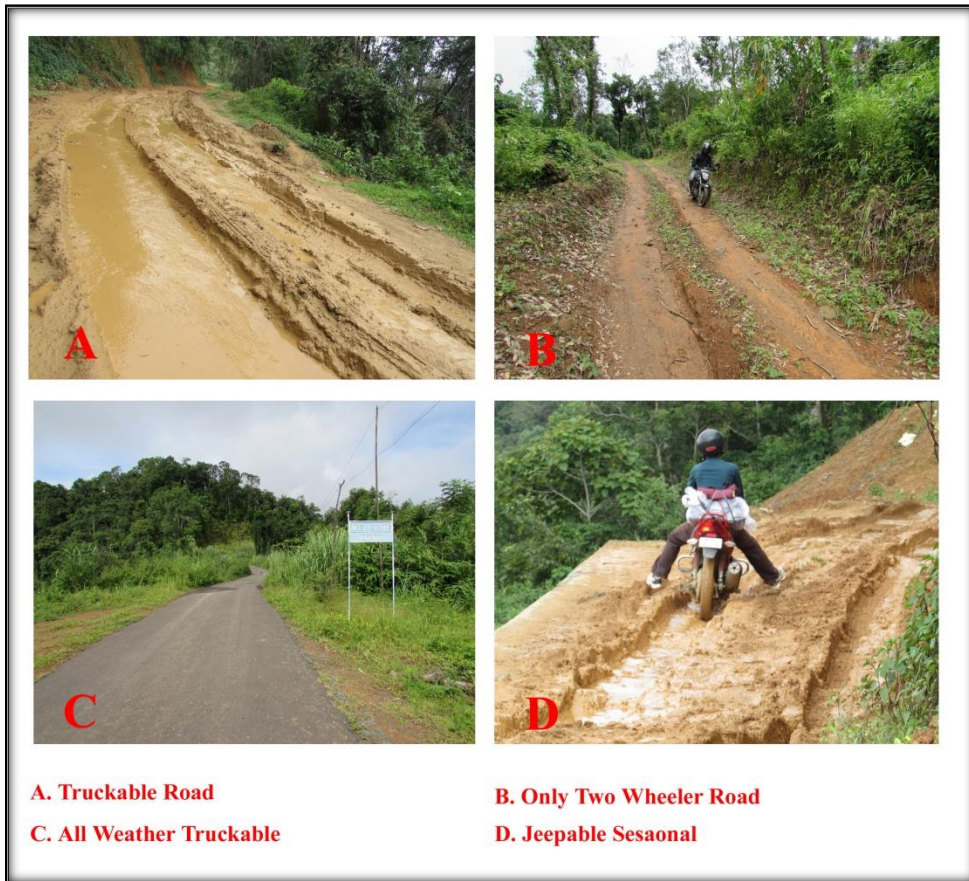 A
B
C
D
A. Truckable Road
B. Only Two Wheeler Road
C. All Weather Truckable
D. Jeepable Sesaonal